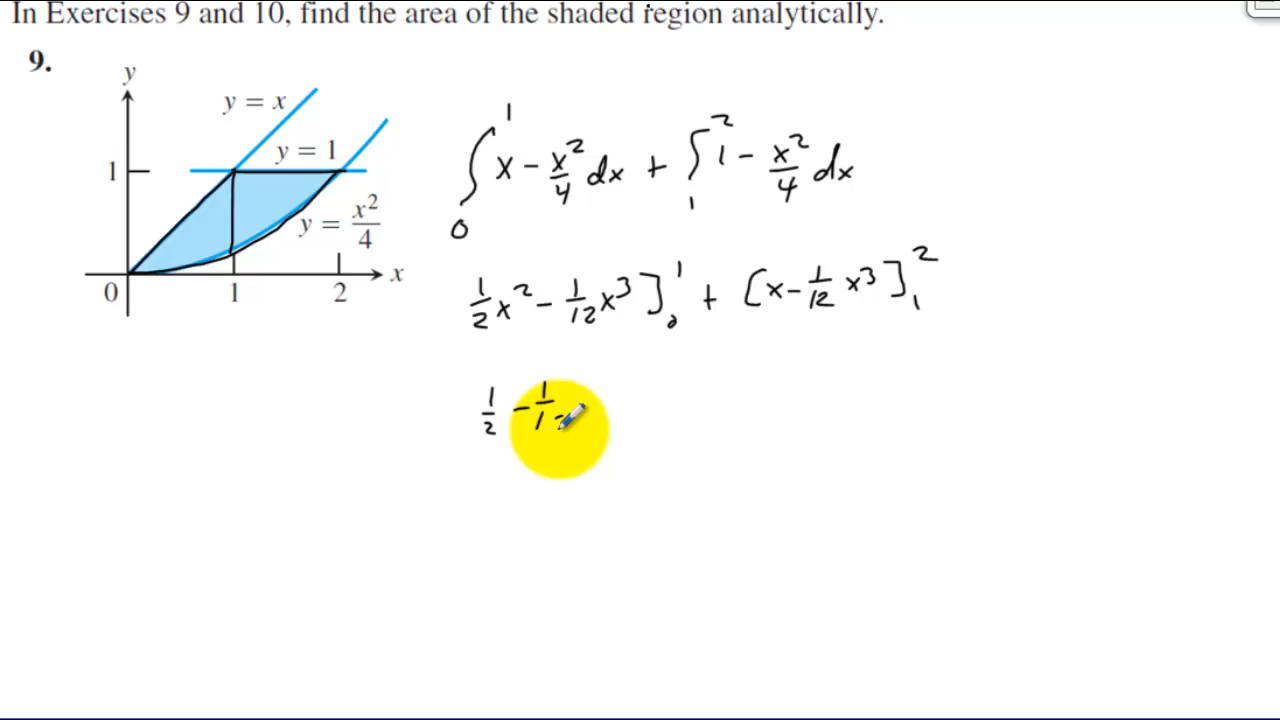 In Exercises 9 and 10, find the area of the shaded region analytically.
9.
y
y = x
y = 1
1
y = x²/4
x
0 1 2
∫₀¹ x - x²/4 dx + ∫₁² 1 - x²/4 dx
1/2 x² - 1/12 x³ ]₀¹ + [ x - 1/12 x³ ]₁²
1/2 - 1/1